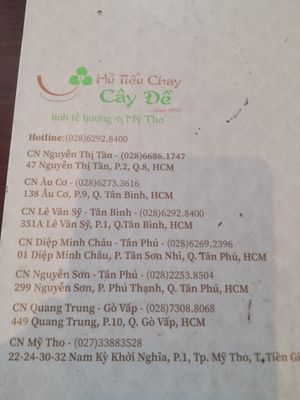 Hủ Tiếu Chay
Cây Đề
since 1992
tinh tế hương vị Mỹ Tho
Hotline:(028)6292.8400
CN Nguyễn Thị Tần - (028)6686.1747
47 Nguyễn Thị Tần, P.2, Q.8, HCM
CN Âu Cơ - (028)6273.3616
138 Âu Cơ, P.9, Q. Tân Bình, HCM
CN Lê Văn Sỹ - Tân Bình - (028)6292.8400
351A Lê Văn Sỹ, P.1, Q.Tân Bình, HCM
CN Diệp Minh Châu - Tân Phú - (028)6269.2396
01 Diệp Minh Châu, P. Tân Sơn Nhì, Q. Tân Phú, HCM
CN Nguyễn Sơn - Tân Phú - (028)2253.8504
299 Nguyễn Sơn, P. Phú Thạnh, Q. Tân Phú, HCM
CN Quang Trung - Gò Vấp - (028)7308.8068
449 Quang Trung, P.10, Q. Gò Vấp, HCM
CN Mỹ Tho - (027)33883528
22-24-30-32 Nam Kỳ Khởi Nghĩa, P.1, Tp. Mỹ Tho, T. Tiền Gi